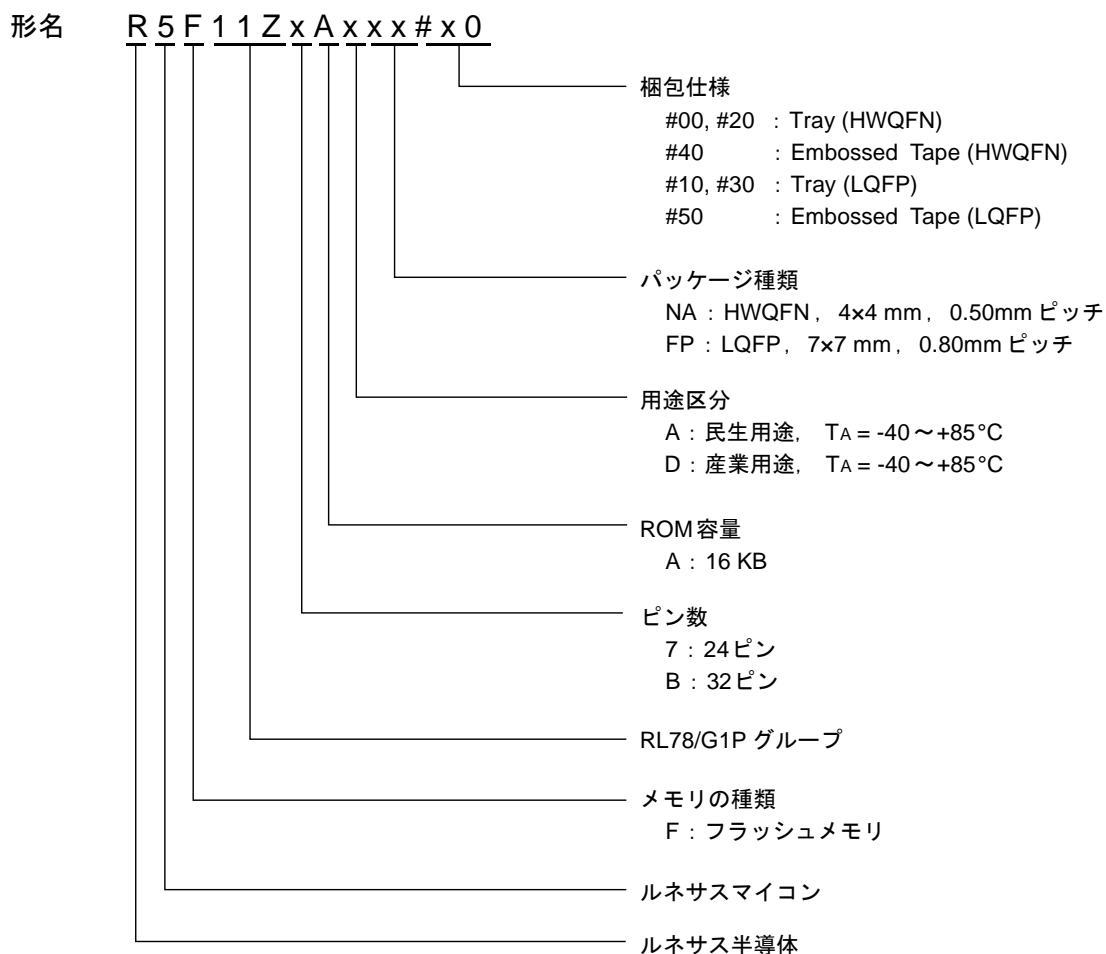 形名 R 5 F 1 1 Z x A x x x # x 0
梱包仕様
#00, #20 : Tray (HWQFN)
#40 : Embossed Tape (HWQFN)
#10, #30 : Tray (LQFP)
#50 : Embossed Tape (LQFP)
パッケージ種類
NA : HWQFN, 4×4 mm, 0.50mm ピッチ
FP : LQFP, 7×7 mm, 0.80mm ピッチ
用途区分
A : 民生用途, TA = -40～+85°C
D : 産業用途, TA = -40～+85°C
ROM容量
A : 16 KB
ピン数
7 : 24ピン
B : 32ピン
RL78/G1P グループ
メモリの種類
F : フラッシュメモリ
ルネサスマイコン
ルネサス半導体